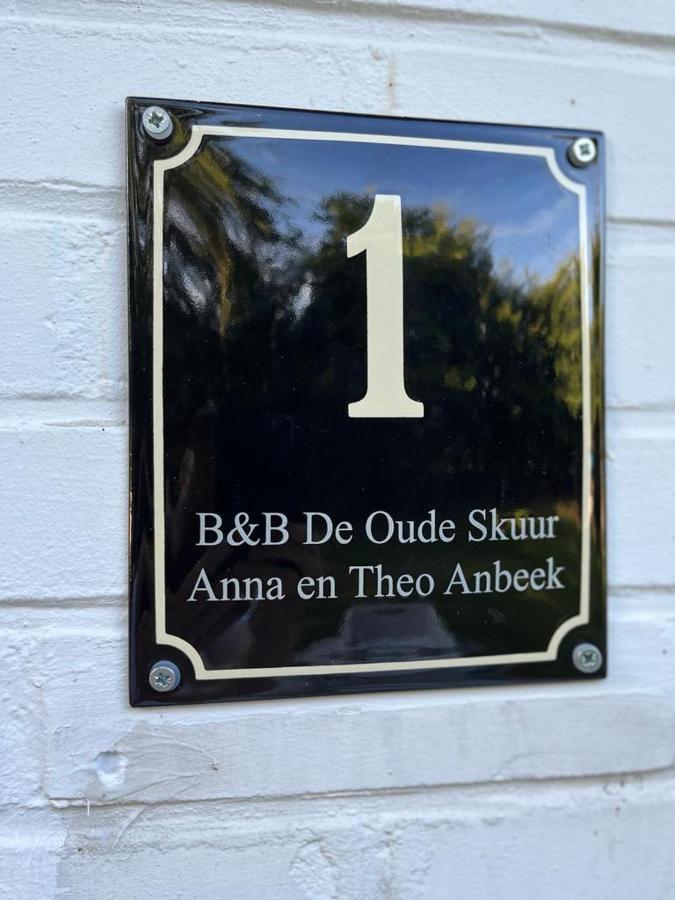 1
B&B De Oude Skuur
Anna en Theo Anbeek